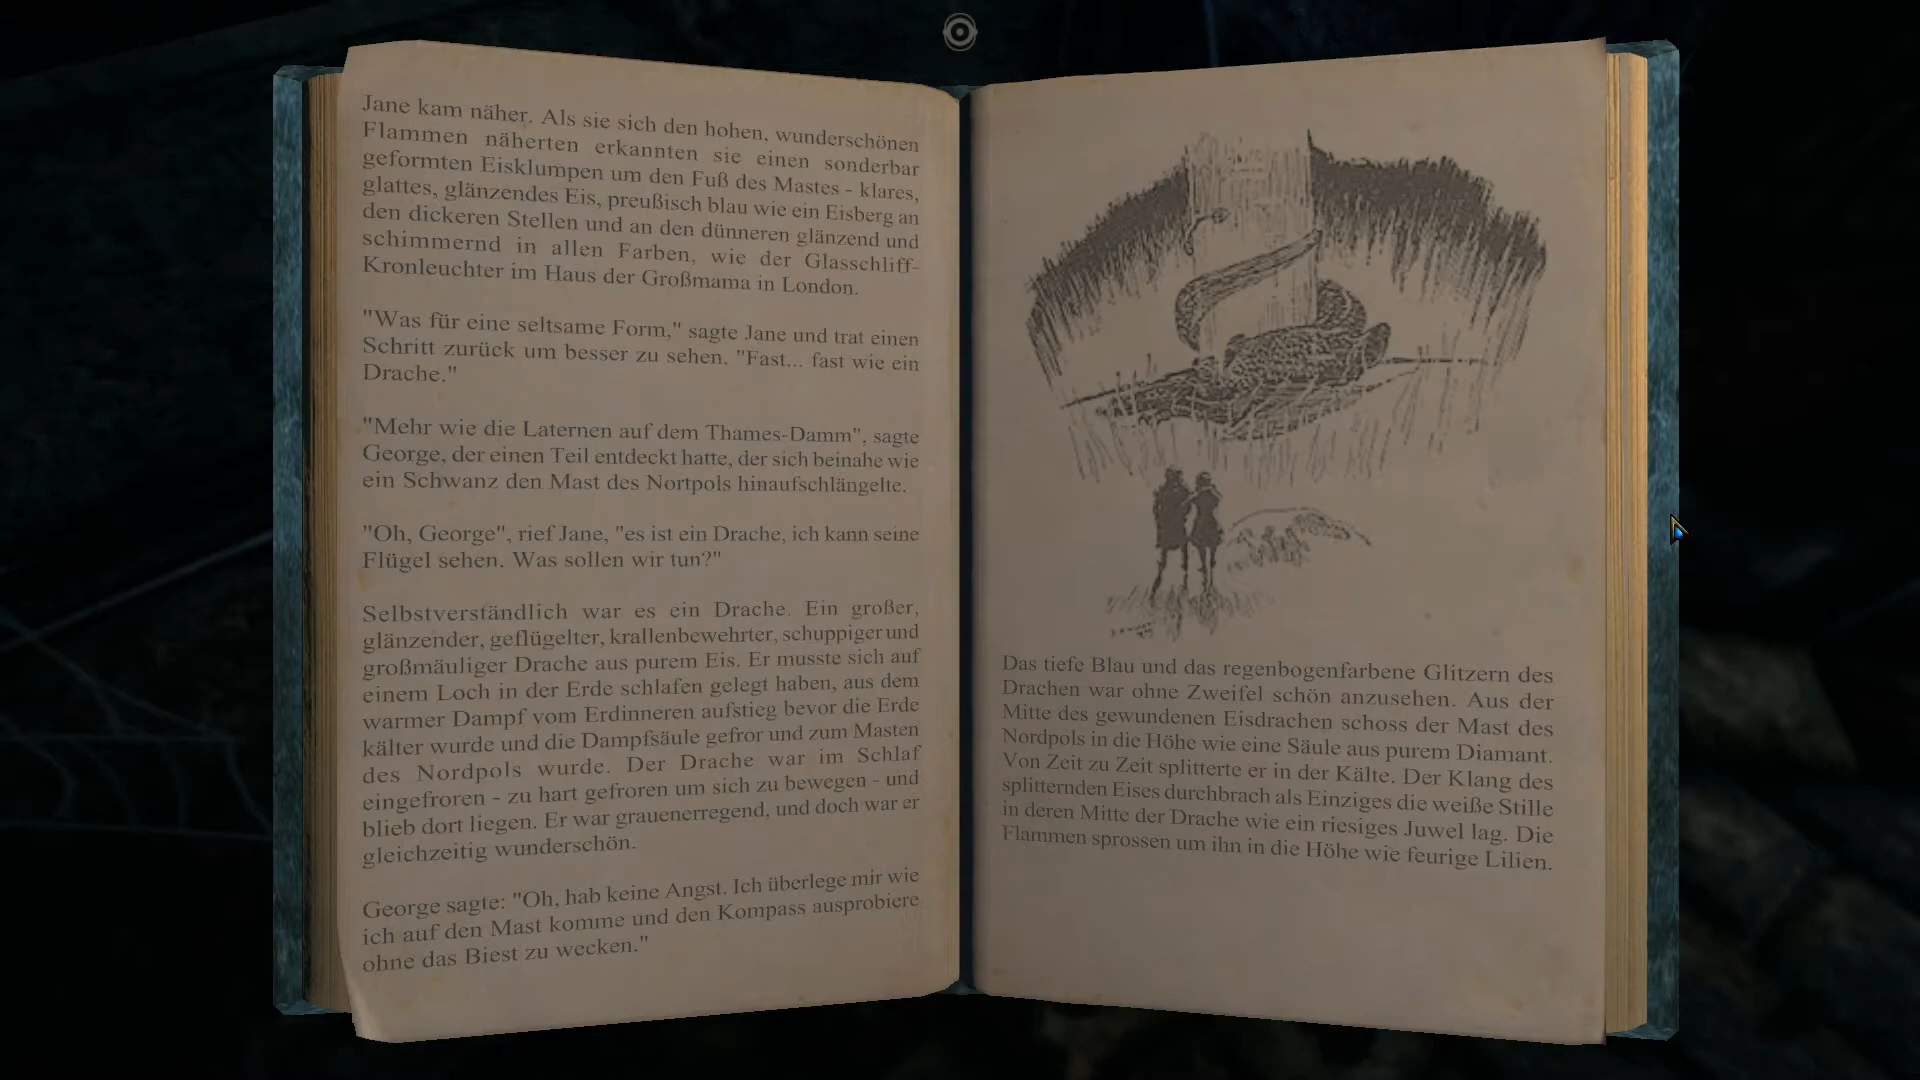 Jane kam näher. Als sie sich den hohen, wunderschönen
Flammen näherten erkannten sie einen sonderbar
geformten Eisklumpen um den Fuß des Mastes - klares,
glattes, glänzendes Eis, preußisch blau wie ein Eisberg an
den dickeren Stellen und an den dünneren glänzend und
schimmernd in allen Farben, wie der Glasschliff-
Kronleuchter im Haus der Großmama in London.
"Was für eine seltsame Form," sagte Jane und trat einen
Schritt zurück um besser zu sehen. "Fast... fast wie ein
Drache."
"Mehr wie die Laternen auf dem Thames-Damm", sagte
George, der einen Teil entdeckt hatte, der sich beinahe wie
ein Schwanz den Mast des Nortpols hinaufschlängelte.
"Oh, George", rief Jane, "es ist ein Drache, ich kann seine
Flügel sehen. Was sollen wir tun?"
Selbstverständlich war es ein Drache. Ein großer,
glänzender, geflügelter, krallenbewehrter, schuppiger und
großmäuliger Drache aus purem Eis. Er musste sich auf
einem Loch in der Erde schlafen gelegt haben, aus dem
warmer Dampf vom Erdinneren aufstieg bevor die Erde
kälter wurde und die Dampfsäule gefror und zum Masten
des Nordpols wurde. Der Drache war im Schlaf
eingefroren - zu hart gefroren um sich zu bewegen - und
blieb dort liegen. Er war grauenerregend, und doch war er
gleichzeitig wunderschön.
George sagte: "Oh, hab keine Angst. Ich überlege mir wie
ich auf den Mast komme und den Kompass ausprobiere
ohne das Biest zu wecken."
Das tiefe Blau und das regenbogenfarbene Glitzern des
Drachen war ohne Zweifel schön anzusehen. Aus der
Mitte des gewundenen Eisdrachen schoss der Mast des
Nordpols in die Höhe wie eine Säule aus purem Diamant.
Von Zeit zu Zeit splitterte er in der Kälte. Der Klang des
splitternden Eises durchbrach als Einziges die weiße Stille
in deren Mitte der Drache wie ein riesiges Juwel lag. Die
Flammen sprossen um ihn in die Höhe wie feurige Lilien.